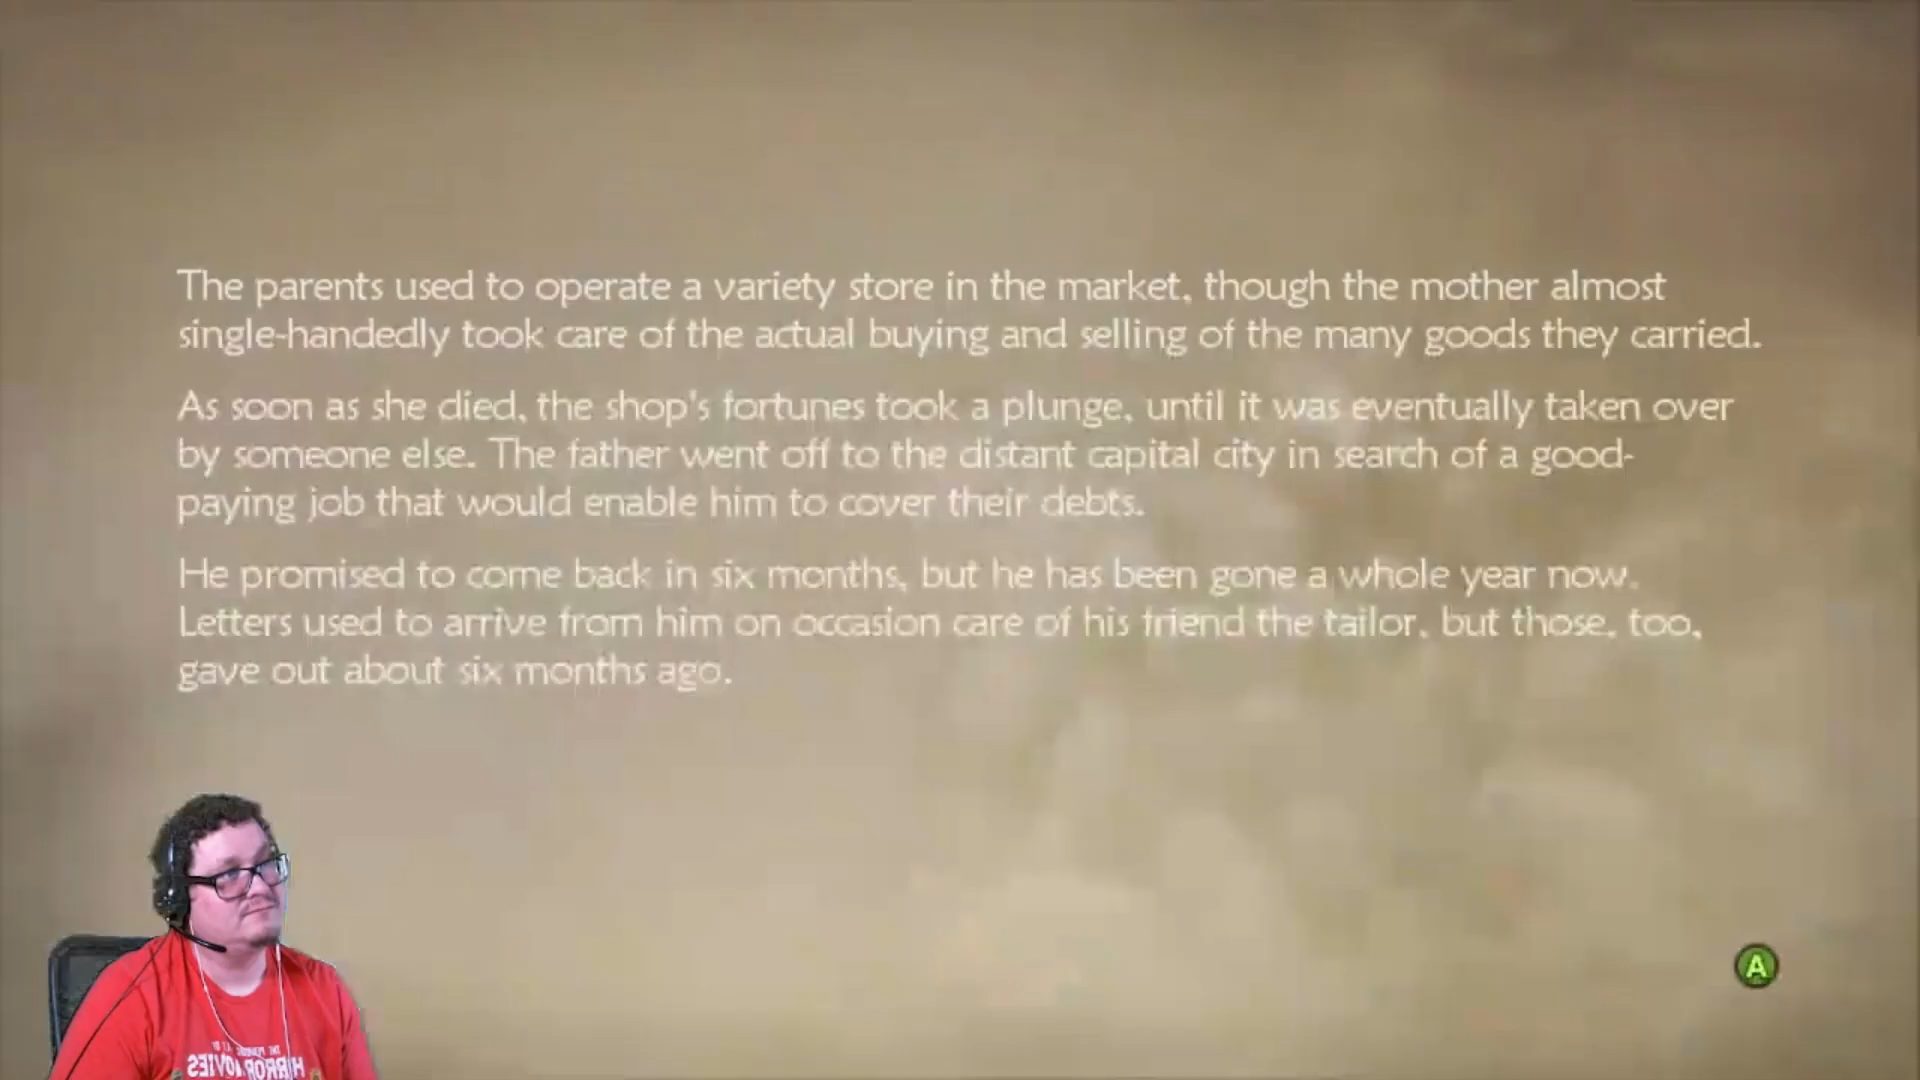 The parents used to operate a variety store in the market, though the mother almost
single-handedly took care of the actual buying and selling of the many goods they carried.
As soon as she died, the shop's fortunes took a plunge, until it was eventually taken over
by someone else. The father went off to the distant capital city in search of a good-
paying job that would enable him to cover their debts.
He promised to come back in six months, but he has been gone a whole year now.
Letters used to arrive from him on occasion care of his friend the tailor, but those, too,
gave out about six months ago.
A
HORROR MOVIES